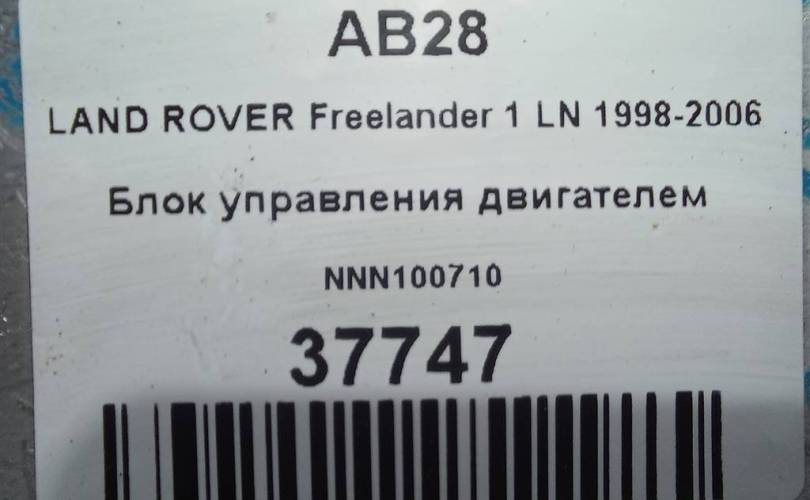 AB28
LAND ROVER Freelander 1 LN 1998-2006
Блок управления двигателем
NNN100710
37747